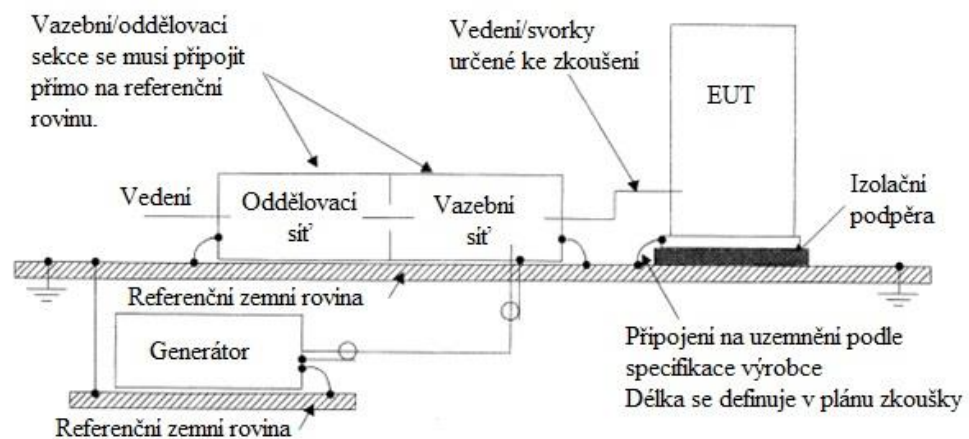 Vazební/oddělovací
sekce se musí připojit
přímo na referenční
rovinu.
Vedení/svorky
určené ke zkoušení
EUT
Izolační
podpěra
Vedení
Oddělovací
síť
Vazební
síť
Referenční zemní rovina
Generátor
Připojení na uzemnění podle
specifikace výrobce
Délka se definuje v plánu zkoušky
Referenční zemní rovina